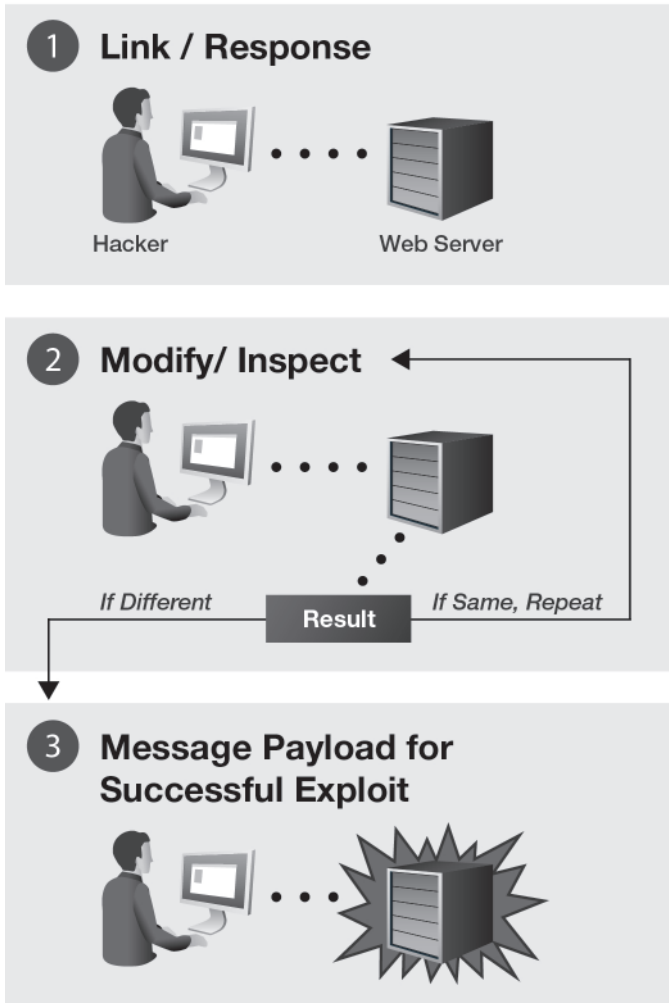 1 Link / Response
Hacker
Web Server
2 Modify/ Inspect
If Different
Result
If Same, Repeat
3 Message Payload for
Successful Exploit